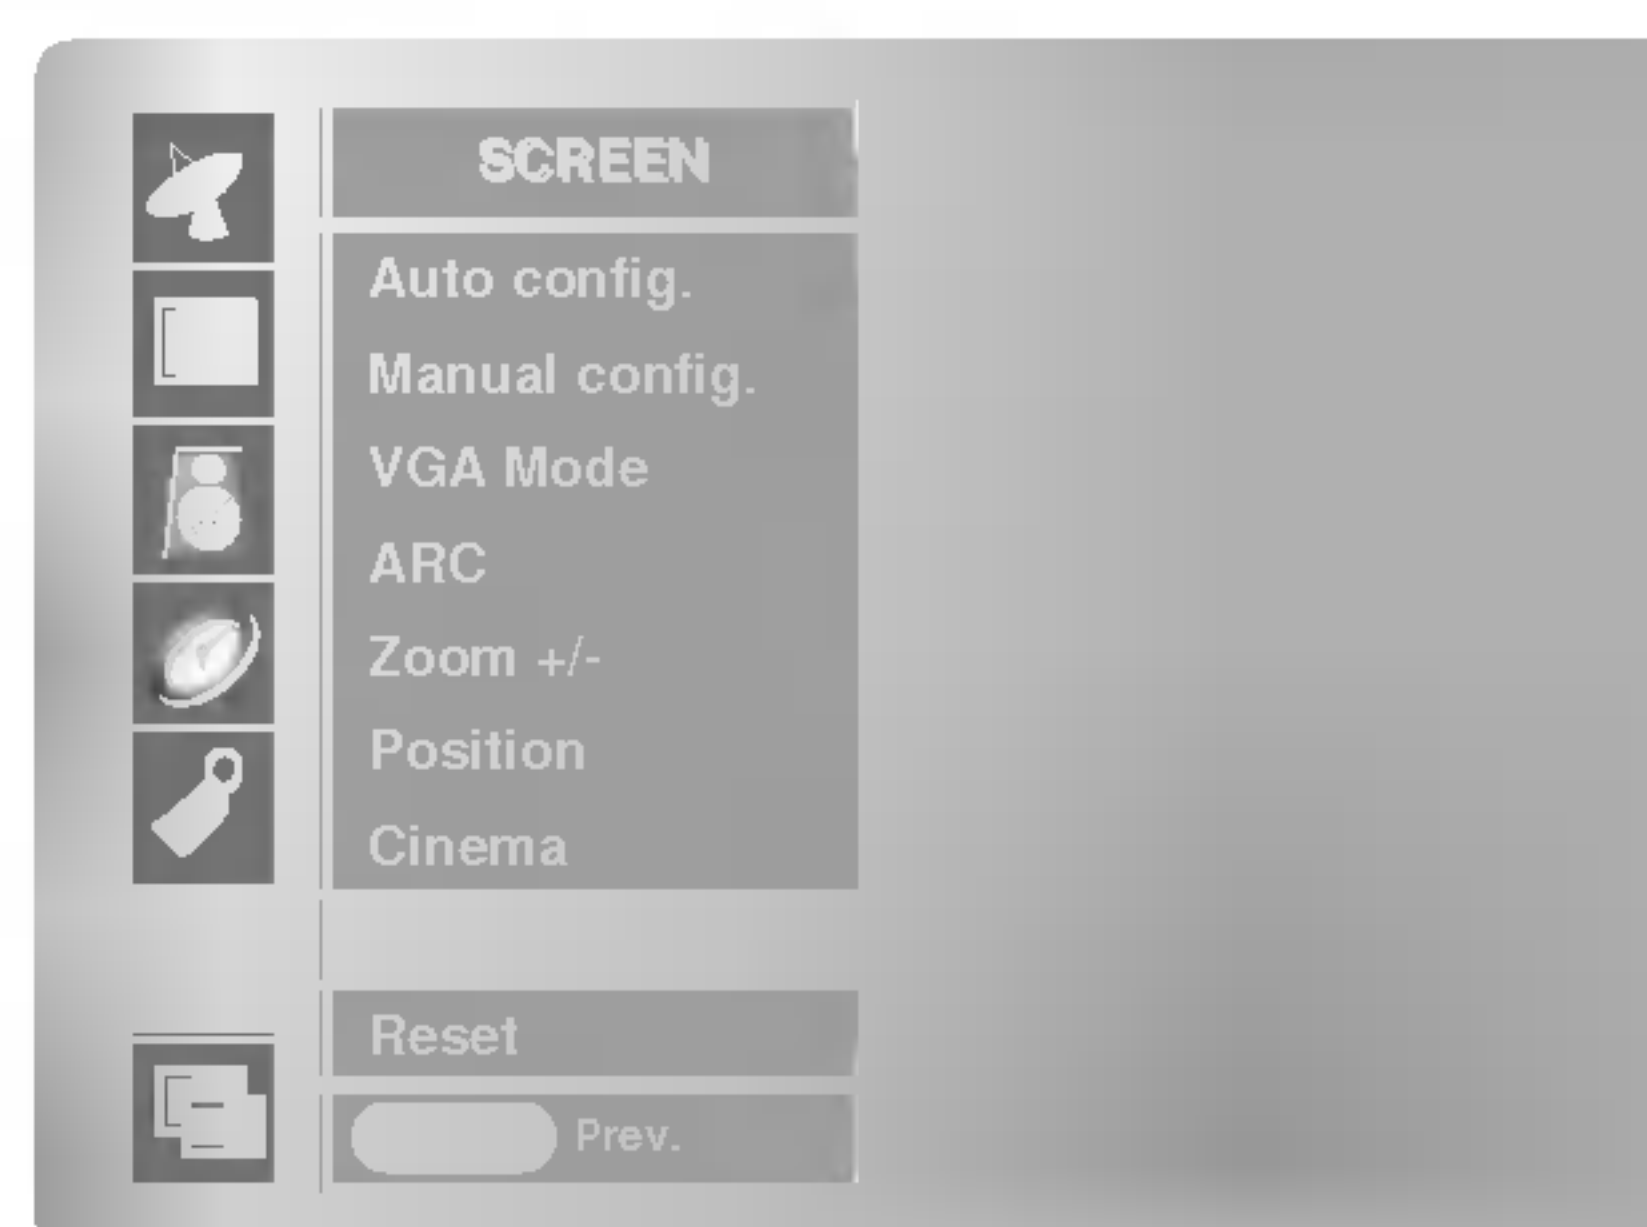 SCREEN
Auto config.
Manual config.
VGA Mode
ARC
Zoom +/-
Position
Cinema
Reset
Prev.